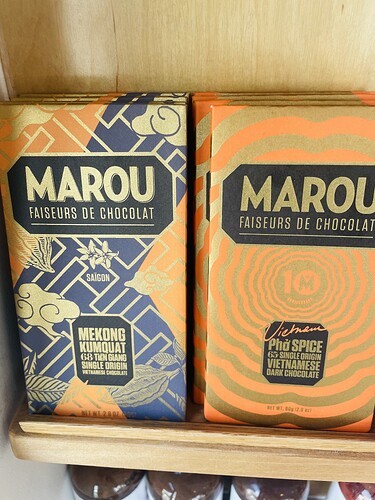 MAROU
FAISEURS DE CHOCOLAT
SAÏGON
MEKONG
KUMQUAT
68 TIỀN GIANG
SINGLE ORIGIN
VIETNAMESE CHOCOLATE
MAROU
FAISEURS DE CHOCOLAT
10
Vietnam
Phở SPICE
65 SINGLE ORIGIN
VIETNAMESE
DARK CHOCOLATE